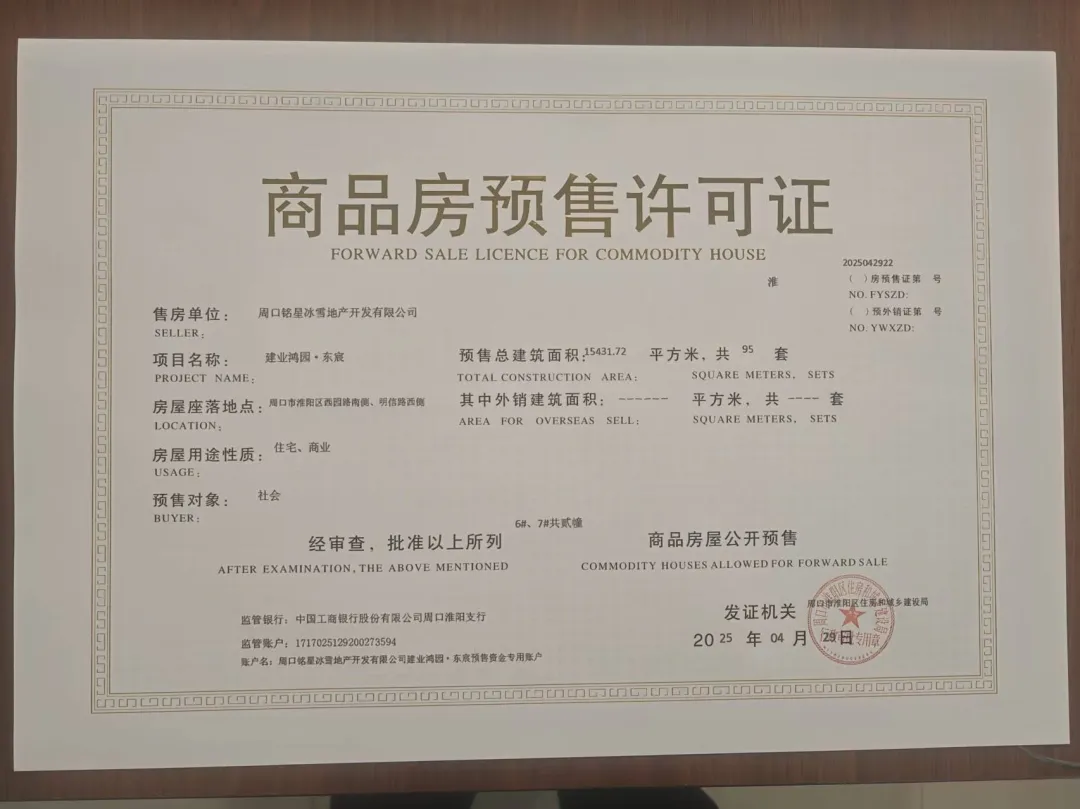 商品房预售许可证
FORWARD SALE LICENCE FOR COMMODITY HOUSE
2025042922
淮
（ ）房预售证第 号
NO. FYSZD:
（ ）预外销证第 号
NO. YWXZD:
售房单位： 周口铭星冰雪地产开发有限公司
SELLER:
项目名称： 建业鸿园·东宸
PROJECT NAME:
预售总建筑面积：15431.72 平方米，共 95 套
TOTAL CONSTRUCTION AREA: SQUARE METERS, SETS
房屋座落地点：周口市淮阳区西园路南侧、明信路西侧
LOCATION:
其中外销建筑面积：------ 平方米，共 ---- 套
AREA FOR OVERSEAS SELL: SQUARE METERS, SETS
房屋用途性质： 住宅、商业
USAGE:
预售对象： 社会
BUYER:
6#、7#共贰幢
经审查，批准以上所列 商品房屋公开预售
AFTER EXAMINATION, THE ABOVE MENTIONED COMMODITY HOUSES ALLOWED FOR FORWARD SALE
监管银行：中国工商银行股份有限公司周口淮阳支行
监管账户：1717025129200273594
账户名：周口铭星冰雪地产开发有限公司建业鸿园·东宸预售资金专用账户
发证机关 周口市淮阳区住房和城乡建设局
2025 年 04 月 29 日